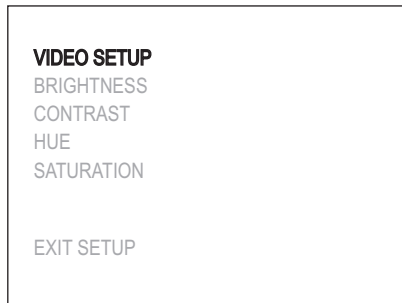 VIDEO SETUP
BRIGHTNESS
CONTRAST
HUE
SATURATION
EXIT SETUP